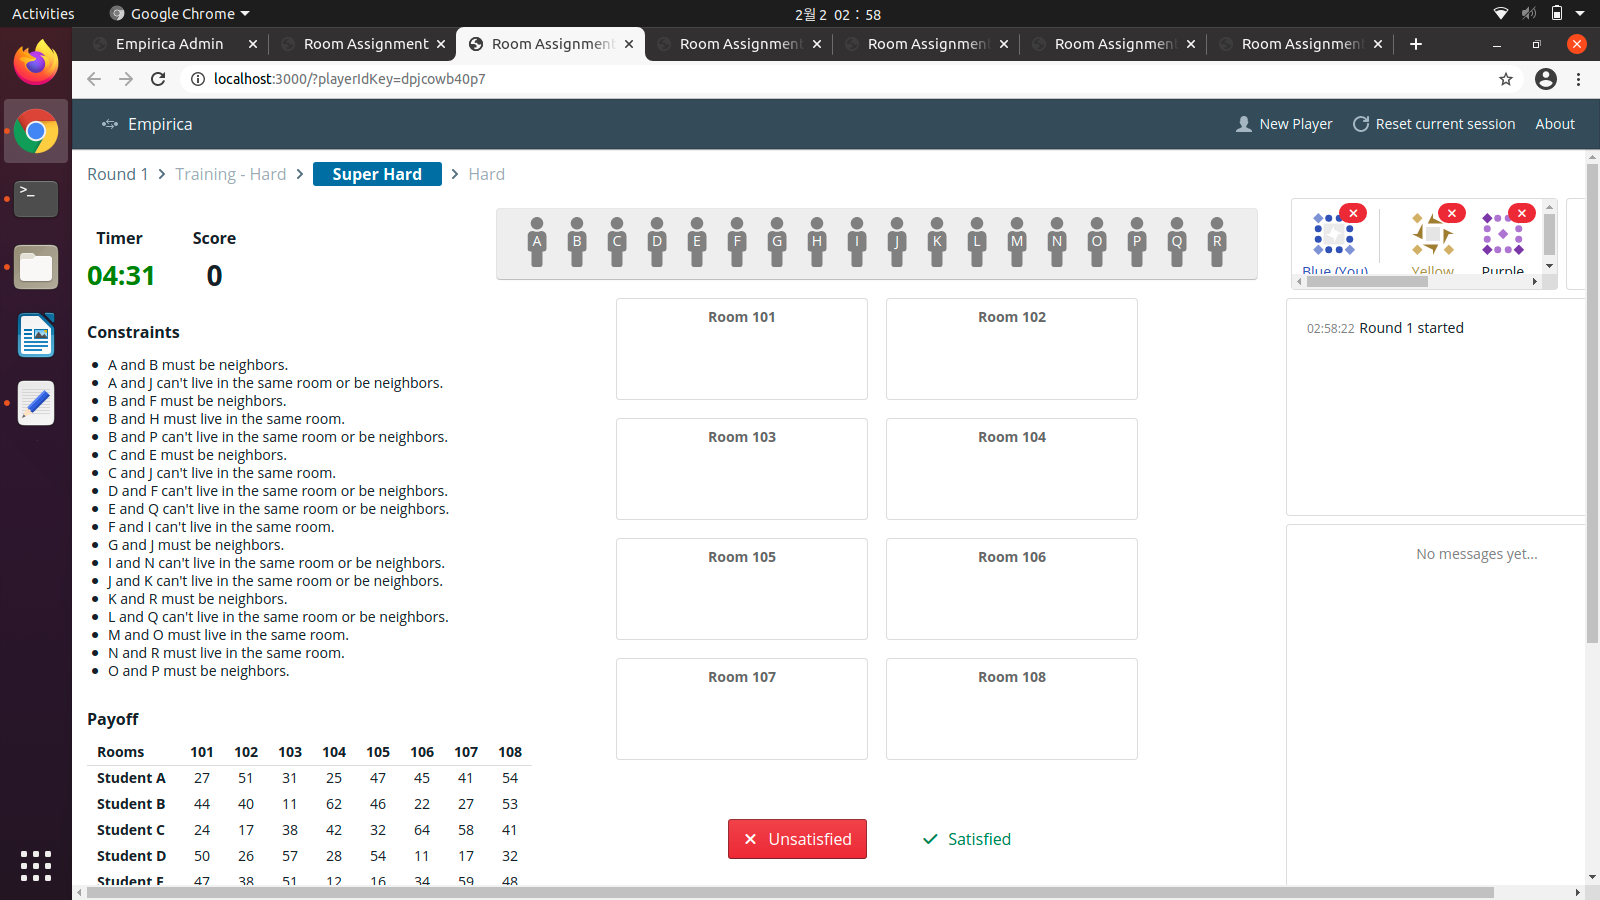 Activities
Google Chrome
2월 2 02 : 58
Empirica Admin
Room Assignment
Room Assignment
Room Assignment
Room Assignment
Room Assignment
Room Assignment
localhost:3000/?playerIdKey=dpjcowb40p7
Empirica
New Player
Reset current session
About
Round 1
Training - Hard
Super Hard
Hard
Timer
Score
04:31
0
A B C D E F G H I J K L M N O P Q R
Blue (You)
Yellow
Purple
Room 101
Room 102
Room 103
Room 104
Room 105
Room 106
Room 107
Room 108
02:58:22 Round 1 started
No messages yet...
Constraints
A and B must be neighbors.
A and J can't live in the same room or be neighbors.
B and F must be neighbors.
B and H must live in the same room.
B and P can't live in the same room or be neighbors.
C and E must be neighbors.
C and J can't live in the same room.
D and F can't live in the same room or be neighbors.
E and Q can't live in the same room or be neighbors.
F and I can't live in the same room.
G and J must be neighbors.
I and N can't live in the same room or be neighbors.
J and K can't live in the same room or be neighbors.
K and R must be neighbors.
L and Q can't live in the same room or be neighbors.
M and O must live in the same room.
N and R must live in the same room.
O and P must be neighbors.
Payoff
Rooms 101 102 103 104 105 106 107 108
Student A 27 51 31 25 47 45 41 54
Student B 44 40 11 62 46 22 27 53
Student C 24 17 38 42 32 64 58 41
Student D 50 26 57 28 54 11 17 32
Student E 47 38 51 12 16 34 59 48
Unsatisfied
Satisfied